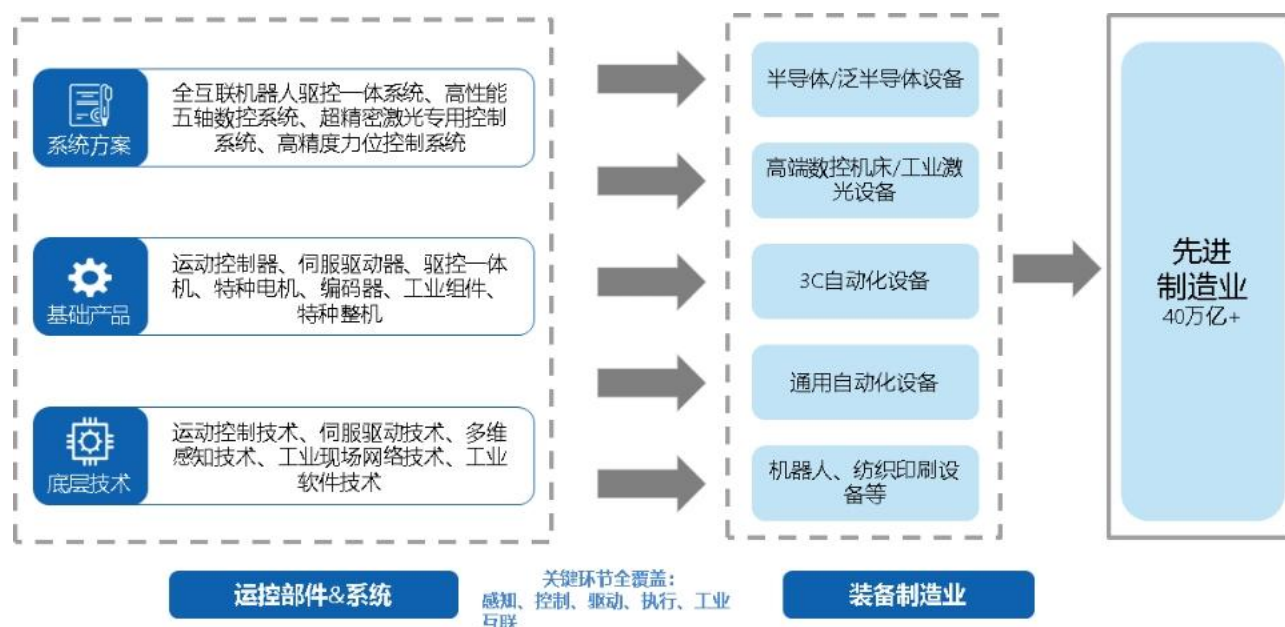 系统方案
全互联机器人驱控一体系统、高性能
五轴数控系统、超精密激光专用控制
系统、高精度力位控制系统
基础产品
运动控制器、伺服驱动器、驱控一体
机、特种电机、编码器、工业组件、
特种整机
底层技术
运动控制技术、伺服驱动技术、多维
感知技术、工业现场网络技术、工业
软件技术
半导体/泛半导体设备
高端数控机床/工业激
光设备
3C自动化设备
通用自动化设备
机器人、纺织印刷设
备等
先进
制造业
40万亿+
运控部件&系统
关键环节全覆盖：
感知、控制、驱动、执行、工业
互联
装备制造业